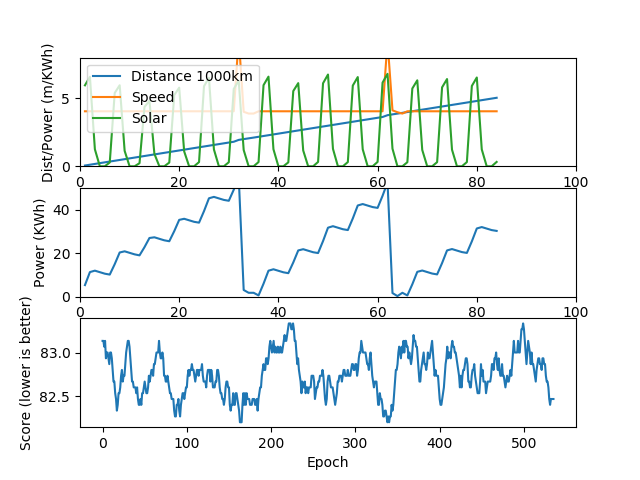 Dist/Power (m/KWh)
5
0
Distance 1000km
Speed
Solar
0 20 40 60 80 100
Power (KWh)
40
20
0
0 20 40 60 80 100
Score (lower is better)
83.0
82.5
0 100 200 300 400 500
Epoch